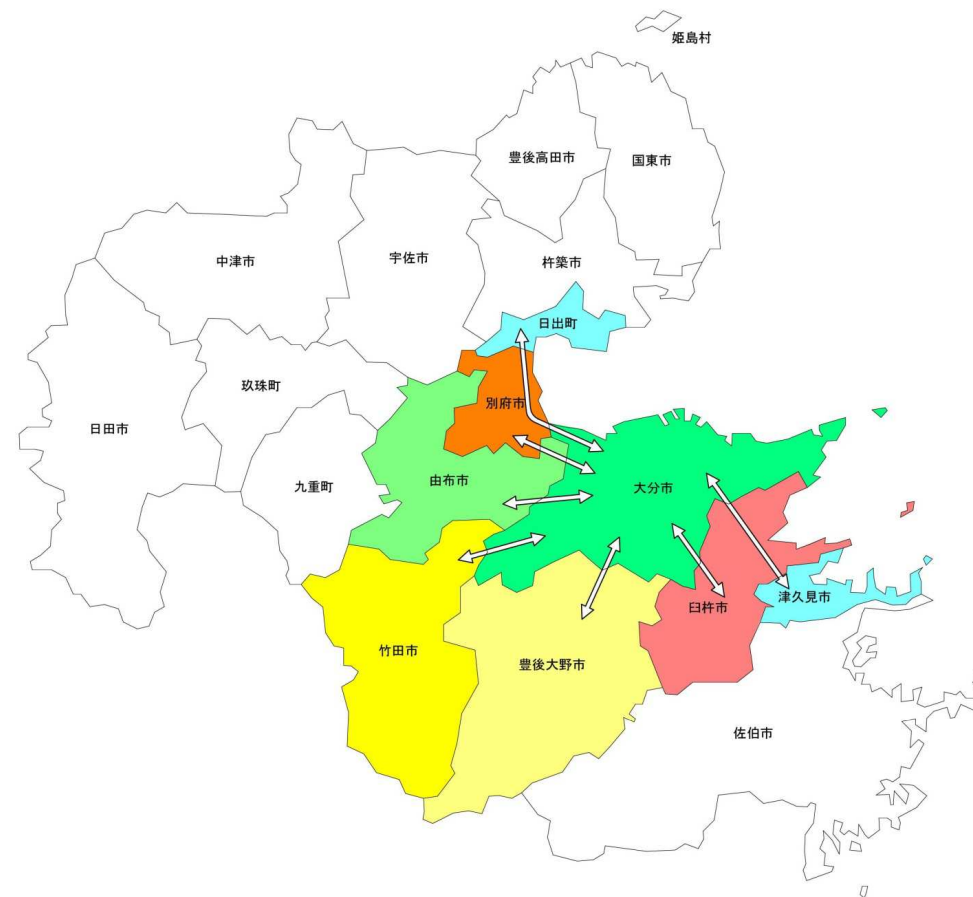 姫島村
豊後高田市
国東市
中津市
宇佐市
杵築市
日出町
玖珠町
別府市
日田市
九重町
由布市
大分市
津久見市
臼杵市
竹田市
豊後大野市
佐伯市